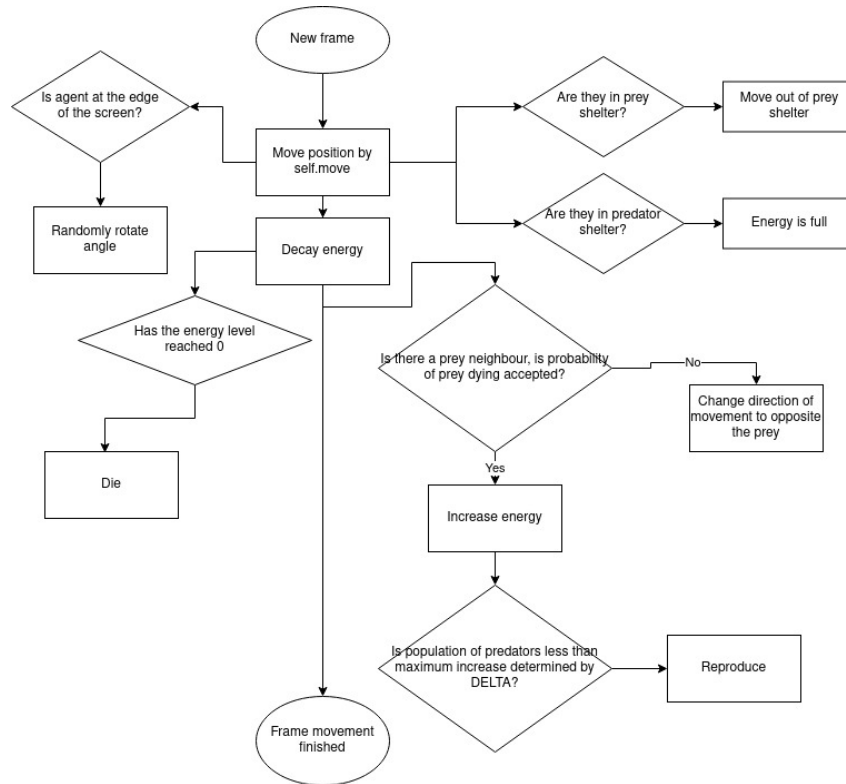 New frame
Is agent at the edge
of the screen?
Are they in prey
shelter?
Move out of prey
shelter
Move position by
self.move
Randomly rotate
angle
Are they in predator
shelter?
Energy is full
Decay energy
Has the energy level
reached 0
Is there a prey neighbour, is probability
of prey dying accepted?
No
Change direction of
movement to opposite
the prey
Die
Yes
Increase energy
Is population of predators less than
maximum increase determined by
DELTA?
Reproduce
Frame movement
finished